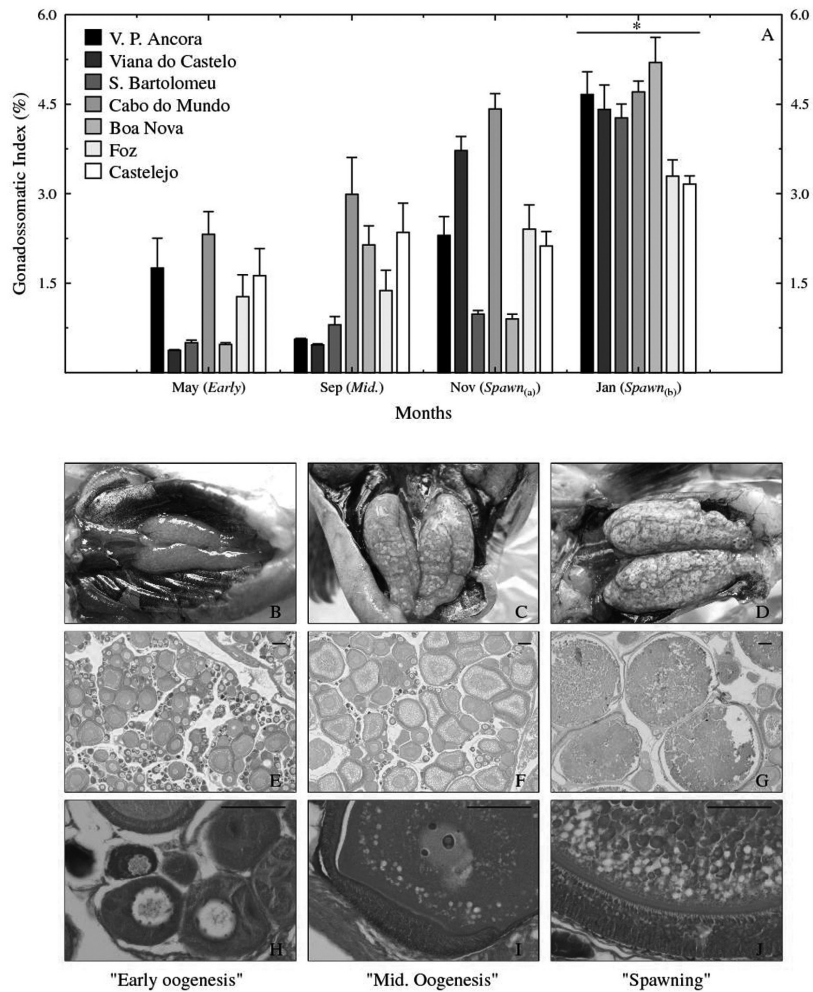 6.0
6.0
*
A
V. P. Ancora
Viana do Castelo
S. Bartolomeu
Cabo do Mundo
Boa Nova
Foz
Castelejo
4.5
4.5
3.0
3.0
1.5
1.5
Gonadossomatic Index (%)
May (Early)
Sep (Mid.)
Nov (Spawn(a))
Jan (Spawn(b))
Months
B
C
D
E
F
G
H
I
J
"Early oogenesis"
"Mid. Oogenesis"
"Spawning"